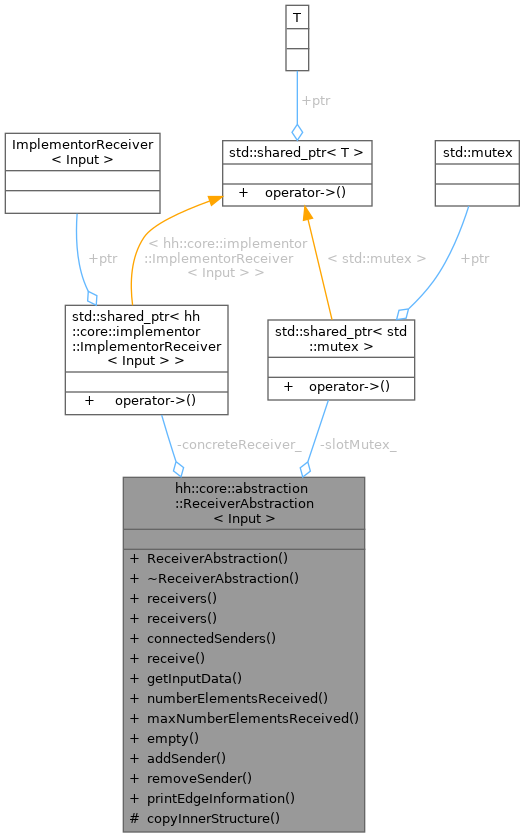 T
+ptr
ImplementorReceiver
< Input >
std::shared_ptr< T >
+ operator->()
std::mutex
+ptr
< hh::core::implementor
::ImplementorReceiver
< Input > >
< std::mutex >
+ptr
std::shared_ptr< hh
::core::implementor
::ImplementorReceiver
< Input > >
+ operator->()
std::shared_ptr< std
::mutex >
+ operator->()
-concreteReceiver_
-slotMutex_
hh::core::abstraction
::ReceiverAbstraction
< Input >
+ ReceiverAbstraction()
+ ~ReceiverAbstraction()
+ receivers()
+ receivers()
+ connectedSenders()
+ receive()
+ getInputData()
+ numberElementsReceived()
+ maxNumberElementsReceived()
+ empty()
+ addSender()
+ removeSender()
+ printEdgeInformation()
# copyInnerStructure()